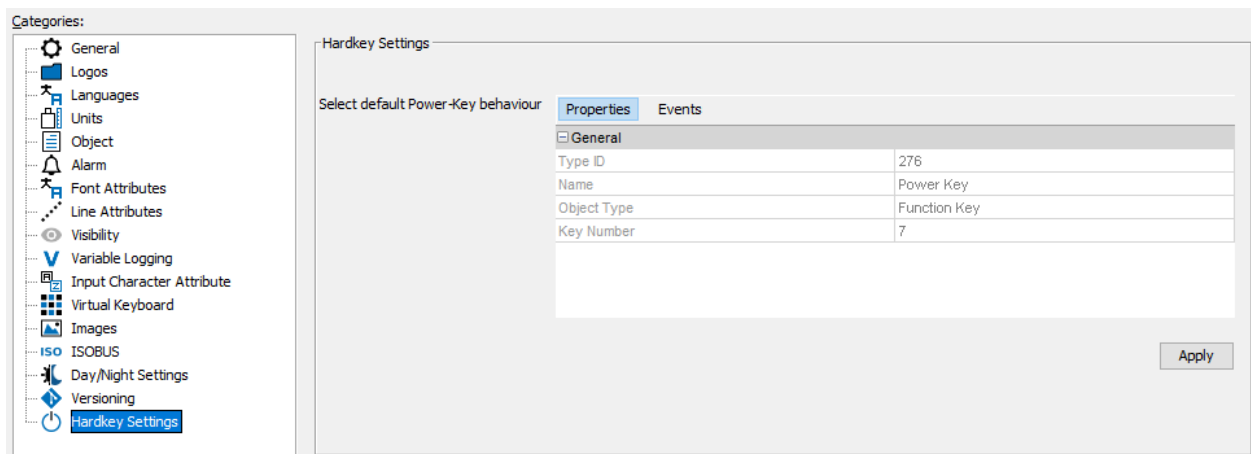 Categories:
General
Logos
Languages
Units
Object
Alarm
Font Attributes
Line Attributes
Visibility
Variable Logging
Input Character Attribute
Virtual Keyboard
Images
ISO ISOBUS
Day/Night Settings
Versioning
Hardkey Settings
Hardkey Settings
Select default Power-Key behaviour
Properties Events
General
Type ID 276
Name Power Key
Object Type Function Key
Key Number 7
Apply